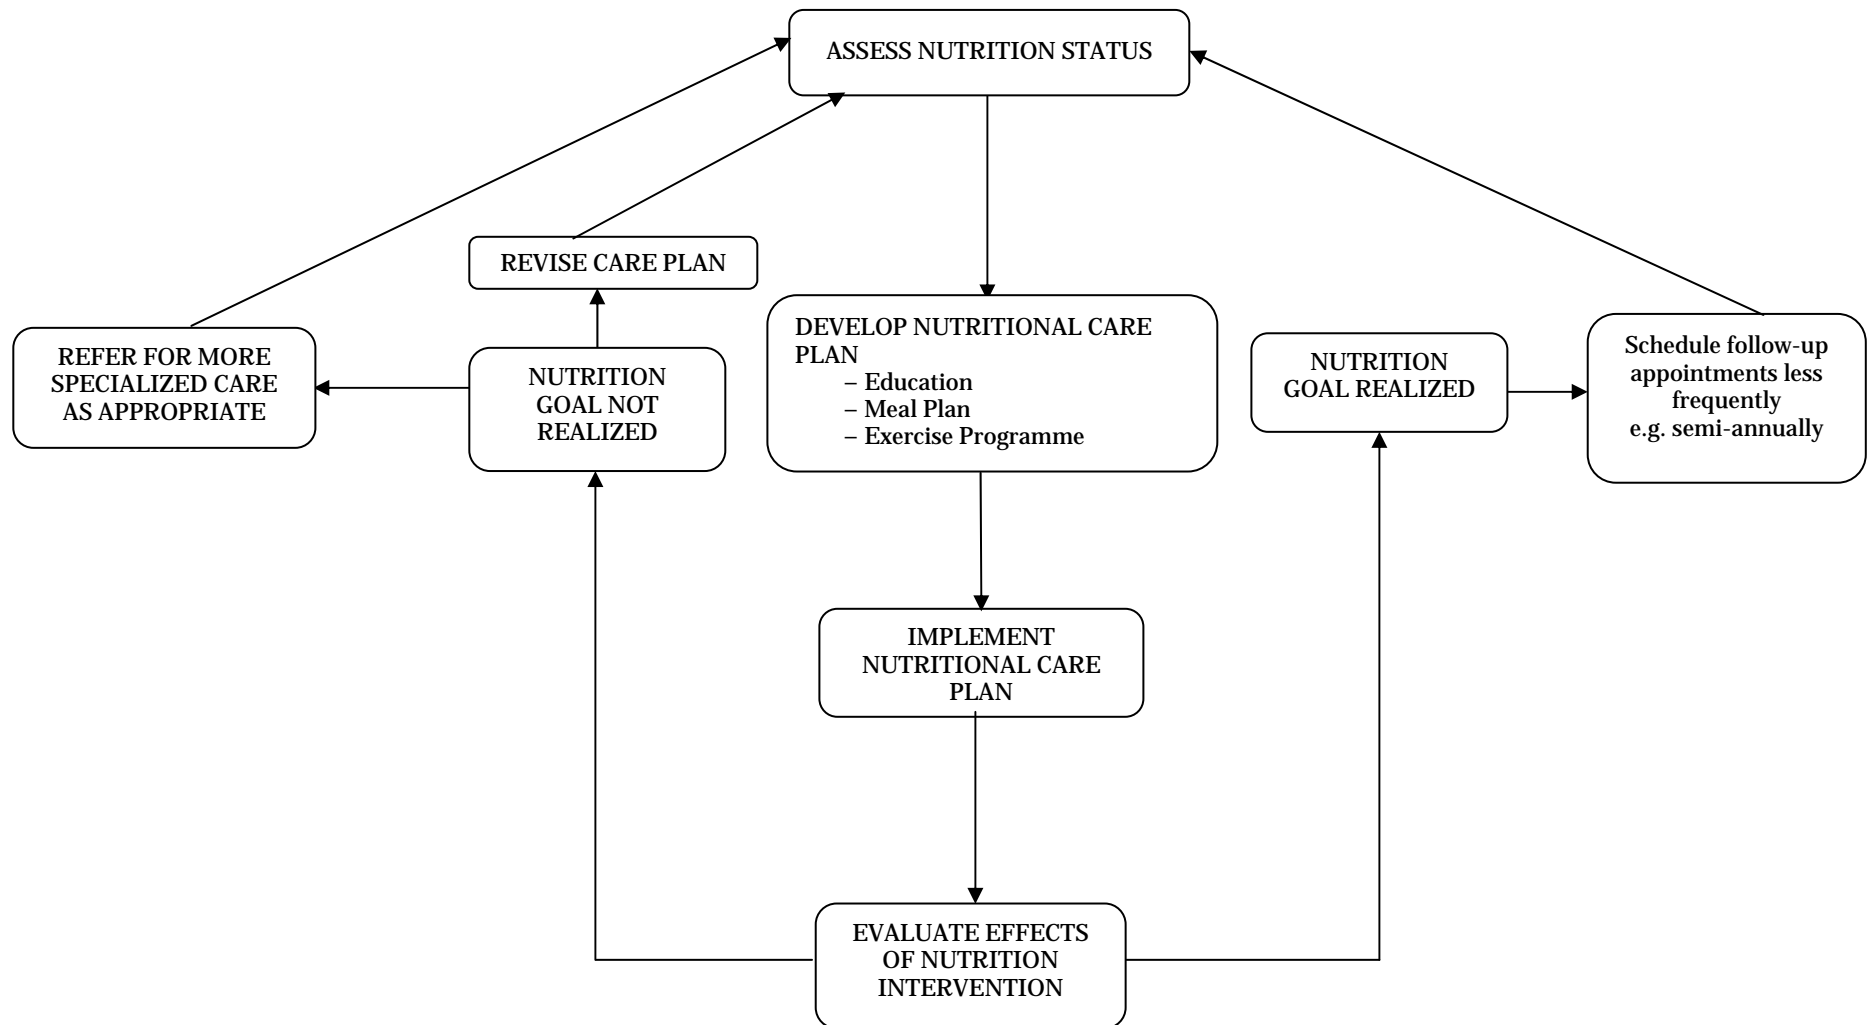 ASSESS NUTRITION STATUS
REVISE CARE PLAN
REFER FOR MORE
SPECIALIZED CARE
AS APPROPRIATE
NUTRITION
GOAL NOT
REALIZED
DEVELOP NUTRITIONAL CARE
PLAN
– Education
– Meal Plan
– Exercise Programme
NUTRITION
GOAL REALIZED
Schedule follow-up
appointments less
frequently
e.g. semi-annually
IMPLEMENT
NUTRITIONAL CARE
PLAN
EVALUATE EFFECTS
OF NUTRITION
INTERVENTION